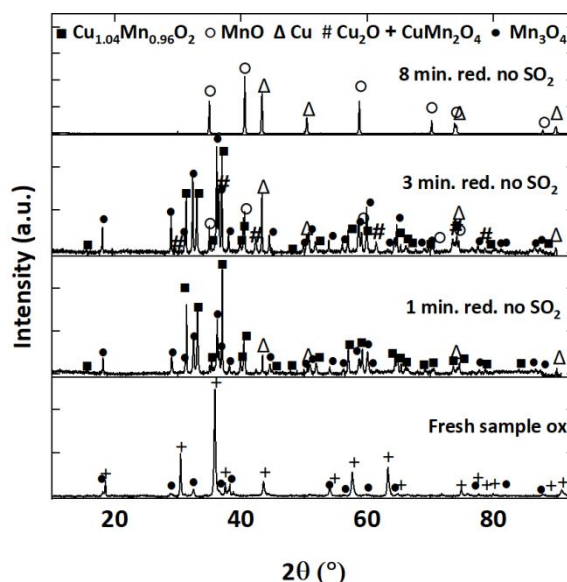 ■ Cu₁.₀₄Mn₀.₉₆O₂ ○ MnO Δ Cu # Cu₂O + CuMn₂O₄ ● Mn₃O₄
8 min. red. no SO₂
3 min. red. no SO₂
1 min. red. no SO₂
Fresh sample ox
Intensity (a.u.)
20 40 60 80
2θ (°)